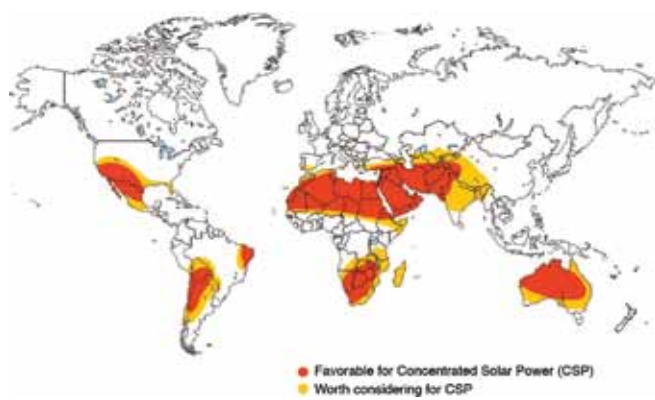 Favorable for Concentrated Solar Power (CSP)
Worth considering for CSP